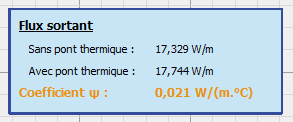 Flux sortant
Sans pont thermique : 17,329 W/m
Avec pont thermique : 17,744 W/m
Coefficient ψ : 0,021 W/(m.°C)